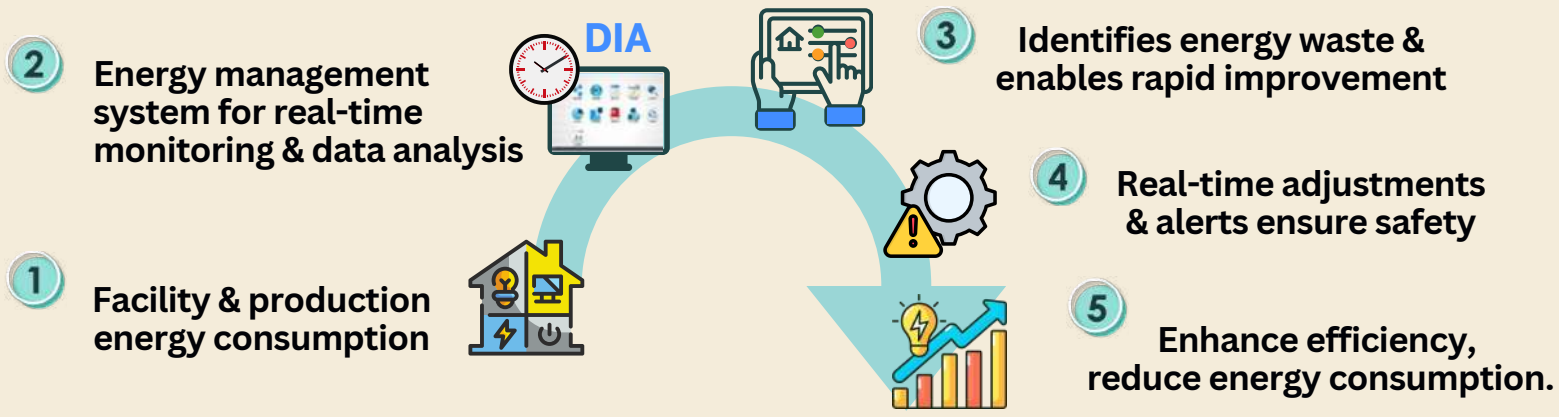 1
Facility & production
energy consumption
2
Energy management
system for real-time
monitoring & data analysis
DIA
3
Identifies energy waste &
enables rapid improvement
4
Real-time adjustments
& alerts ensure safety
5
Enhance efficiency,
reduce energy consumption.